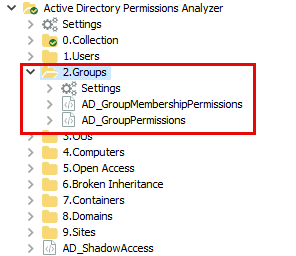 Active Directory Permissions Analyzer
Settings
0.Collection
1.Users
2.Groups
Settings
AD_GroupMembershipPermissions
AD_GroupPermissions
3.OUs
4.Computers
5.Open Access
6.Broken Inheritance
7.Containers
8.Domains
9.Sites
AD_ShadowAccess